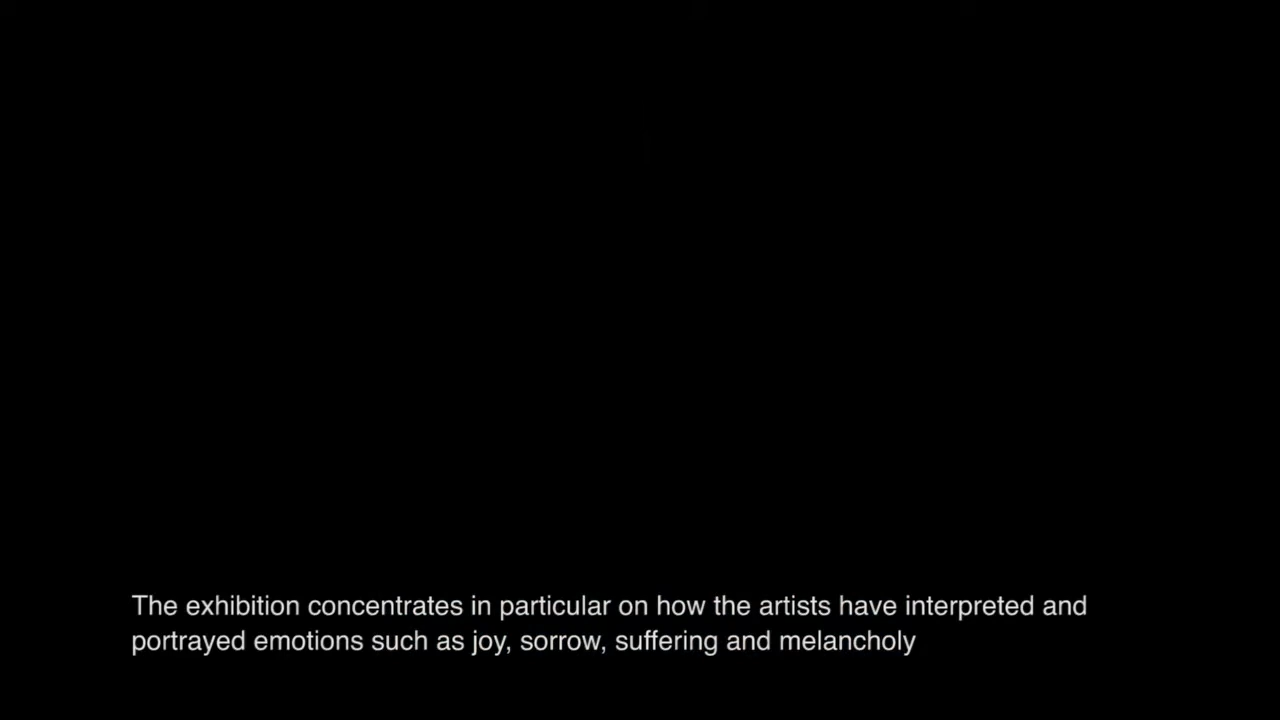 The exhibition concentrates in particular on how the artists have interpreted and
portrayed emotions such as joy, sorrow, suffering and melancholy